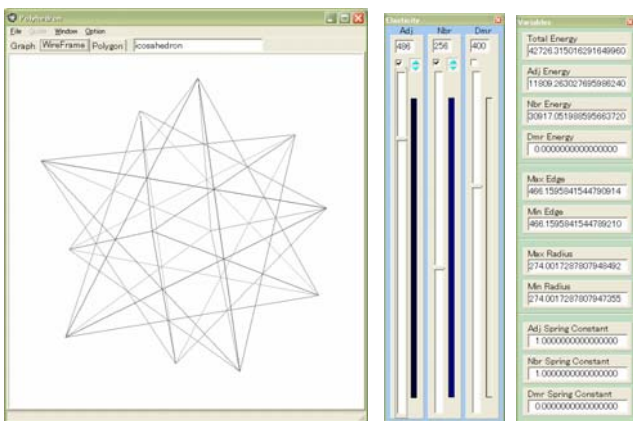 Polyhedron
File Window Option
Graph WireFrame Polygon icosahedron
Elasticity
Adj Nbr Dmr
486 256 400
Variables
Total Energy
42726.315016291649960
Adj Energy
11809.263027695986240
Nbr Energy
30917.051988595663720
Dmr Energy
0.0000000000000000
Max Edge
466.1595841544790914
Min Edge
466.1595841544789210
Max Radius
274.0017287807948492
Min Radius
274.0017287807947355
Adj Spring Constant
1.0000000000000000
Nbr Spring Constant
1.0000000000000000
Dmr Spring Constant
0.0000000000000000